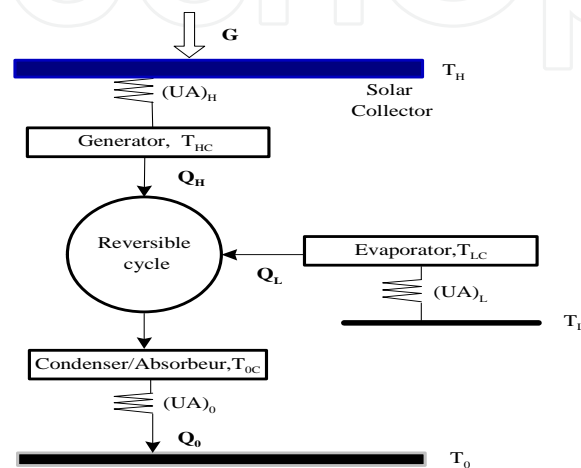 G
T_H
Solar
Collector
(UA)_H
Generator, T_HC
Q_H
Reversible
cycle
Evaporator,T_LC
Q_L
(UA)_L
T_L
Condenser/Absorbeur,T_0C
(UA)_0
Q_0
T_0